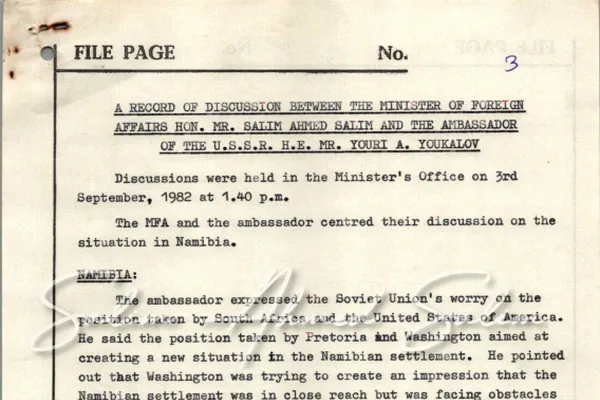 FILE PAGE No. 3
A RECORD OF DISCUSSION BETWEEN THE MINISTER OF FOREIGN
AFFAIRS HON. MR. SALIM AHMED SALIM AND THE AMBASSADOR
OF THE U.S.S.R. H.E. MR. YOURI A. YOUKALOV
Discussions were held in the Minister's Office on 3rd
September, 1982 at 1.40 p.m.
The MFA and the ambassador centred their discussion on the
situation in Namibia.
NAMIBIA:
The ambassador expressed the Soviet Union's worry on the
position taken by South Africa and the United States of America.
He said the position taken by Pretoria and Washington aimed at
creating a new situation in the Namibian settlement. He pointed
out that Washington was trying to create an impression that the
Namibian settlement was in close reach but was facing obstacles
Salim Ahmed Salim